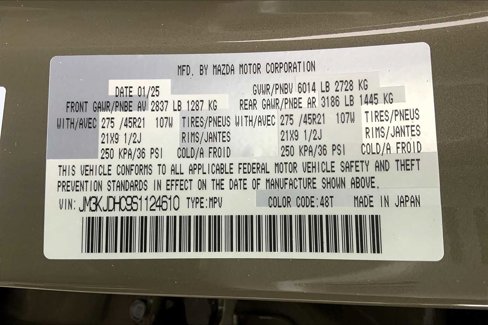 MFD. BY MAZDA MOTOR CORPORATION
DATE 01/25 GVWR/PNBV 6014 LB 2728 KG
FRONT GAWR/PNBE AV 2837 LB 1287 KG REAR GAWR/PNBE AR 3186 LB 1445 KG
WITH/AVEC 275 /45R21 107W TIRES/PNEUS WITH/AVEC 275 /45R21 107W TIRES/PNEUS
21X9 1/2J RIMS/JANTES 21X9 1/2J RIMS/JANTES
250 KPA/36 PSI COLD/A FROID 250 KPA/36 PSI COLD/A FROID
THIS VEHICLE CONFORMS TO ALL APPLICABLE FEDERAL MOTOR VEHICLE SAFETY AND THEFT
PREVENTION STANDARDS IN EFFECT ON THE DATE OF MANUFACTURE SHOWN ABOVE.
VIN: JM3KJDHC9S1124610 TYPE:MPV COLOR CODE:48T MADE IN JAPAN